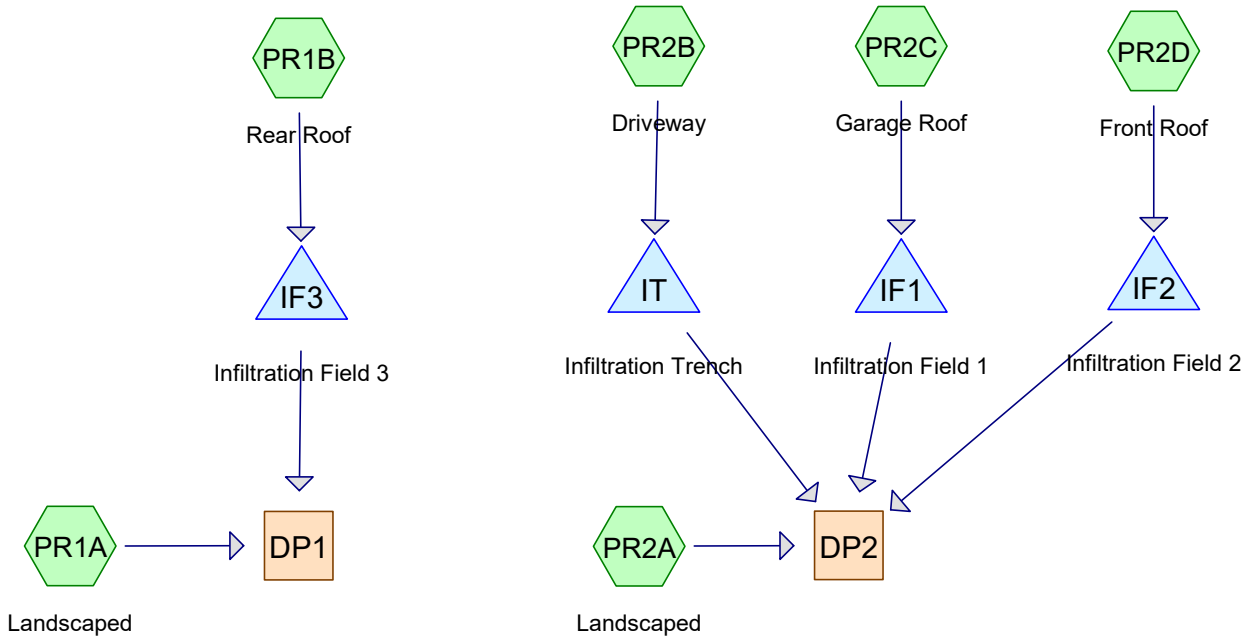 PR1B
PR2B
PR2C
PR2D
Rear Roof
Driveway
Garage Roof
Front Roof
IF3
IT
IF1
IF2
Infiltration Field 3
Infiltration Trench
Infiltration Field 1
Infiltration Field 2
PR1A
DP1
PR2A
DP2
Landscaped
Landscaped